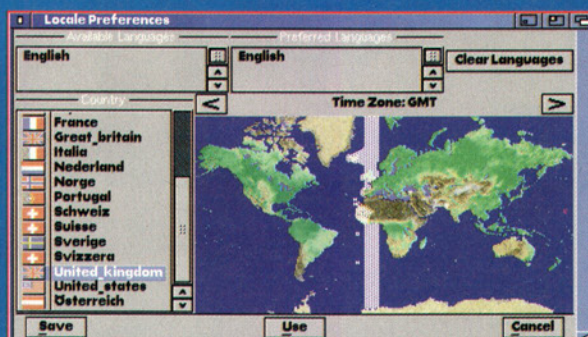 Locale Preferences
Available Languages
Preferred Languages
English
English
Clear Languages
Country
<
Time Zone: GMT
>
France
Great_britain
Italia
Nederland
Norge
Portugal
Schweiz
Suisse
Sverige
Svizzera
United_kingdom
United_states
Österreich
Save
Use
Cancel